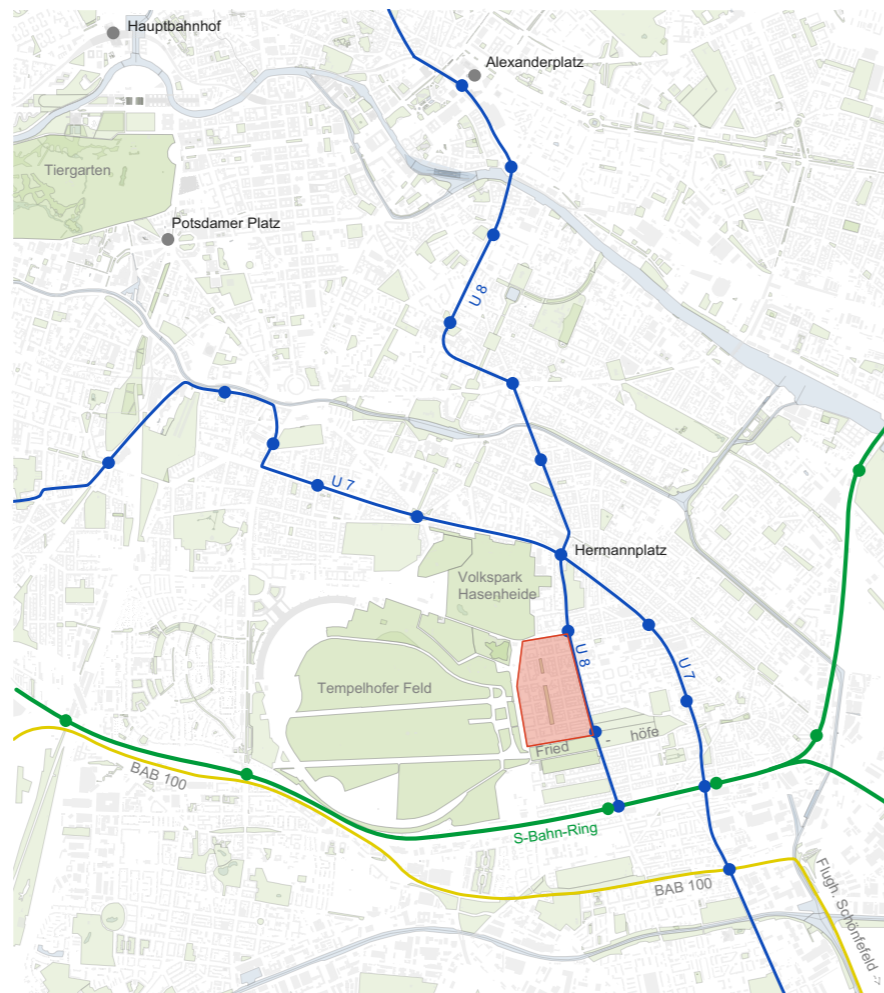 Hauptbahnhof
Alexanderplatz
Tiergarten
Potsdamer Platz
U 8
U 7
Hermannplatz
Volkspark
Hasenheide
U 8
U 7
Tempelhofer Feld
Fried - höfe
BAB 100
S-Bahn-Ring
BAB 100
Flugh. Schönfefeld